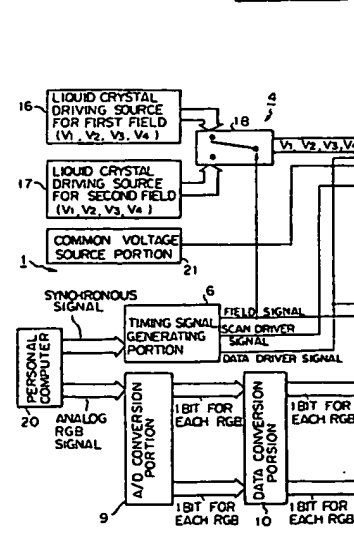 4
16
LIQUID CRYSTAL
DRIVING SOURCE
FOR FIRST FIELD
(V1, V2, V3, V4)
18
V1, V2, V3, V4
17
LIQUID CRYSTAL
DRIVING SOURCE
FOR SECOND FIELD
(V1, V2, V3, V4)
COMMON VOLTAGE
SOURCE PORTION
21
1
SYNCHRONOUS
SIGNAL
6
TIMING SIGNAL
GENERATING
PORTION
FIELD SIGNAL
SCAN DRIVER
SIGNAL
DATA DRIVER SIGNAL
PERSONAL
COMPUTER
20
ANALOG
RGB
SIGNAL
A/D CONVERSION
PORTION
9
1 BIT FOR
EACH RGB
1 BIT FOR
EACH RGB
DATA CONVERSION
PORSION
10
1 BIT FOR
EACH RGB
1 BIT FOR
EACH RGB